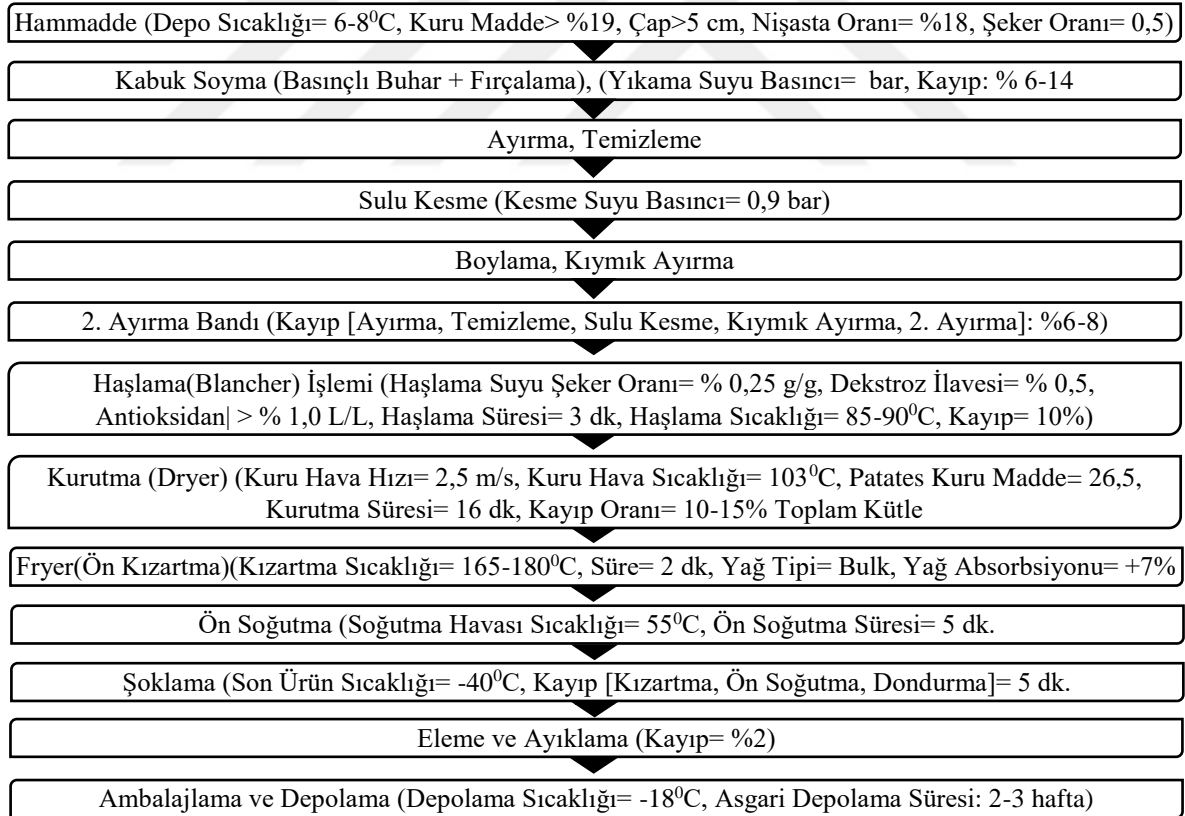 Hammadde (Depo Sıcaklığı= 6-8⁰C, Kuru Madde> %19, Çap>5 cm, Nişasta Oranı= %18, Şeker Oranı= 0,5)
Kabuk Soyma (Basınçlı Buhar + Fırçalama), (Yıkama Suyu Basıncı=  bar, Kayıp: % 6-14
Ayırma, Temizleme
Sulu Kesme (Kesme Suyu Basıncı= 0,9 bar)
Boylama, Kıymık Ayırma
2. Ayırma Bandı (Kayıp [Ayırma, Temizleme, Sulu Kesme, Kıymık Ayırma, 2. Ayırma]: %6-8)
Haşlama(Blancher) İşlemi (Haşlama Suyu Şeker Oranı= % 0,25 g/g, Dekstroz İlavesi= % 0,5,
Antioksidan| > % 1,0 L/L, Haşlama Süresi= 3 dk, Haşlama Sıcaklığı= 85-90⁰C, Kayıp= 10%)
Kurutma (Dryer) (Kuru Hava Hızı= 2,5 m/s, Kuru Hava Sıcaklığı= 103⁰C, Patates Kuru Madde= 26,5,
Kurutma Süresi= 16 dk, Kayıp Oranı= 10-15% Toplam Kütle
Fryer(Ön Kızartma)(Kızartma Sıcaklığı= 165-180⁰C, Süre= 2 dk, Yağ Tipi= Bulk, Yağ Absorbsiyonu= +7%
Ön Soğutma (Soğutma Havası Sıcaklığı= 55⁰C, Ön Soğutma Süresi= 5 dk.
Şoklama (Son Ürün Sıcaklığı= -40⁰C, Kayıp [Kızartma, Ön Soğutma, Dondurma]= 5 dk.
Eleme ve Ayıklama (Kayıp= %2)
Ambalajlama ve Depolama (Depolama Sıcaklığı= -18⁰C, Asgari Depolama Süresi: 2-3 hafta)